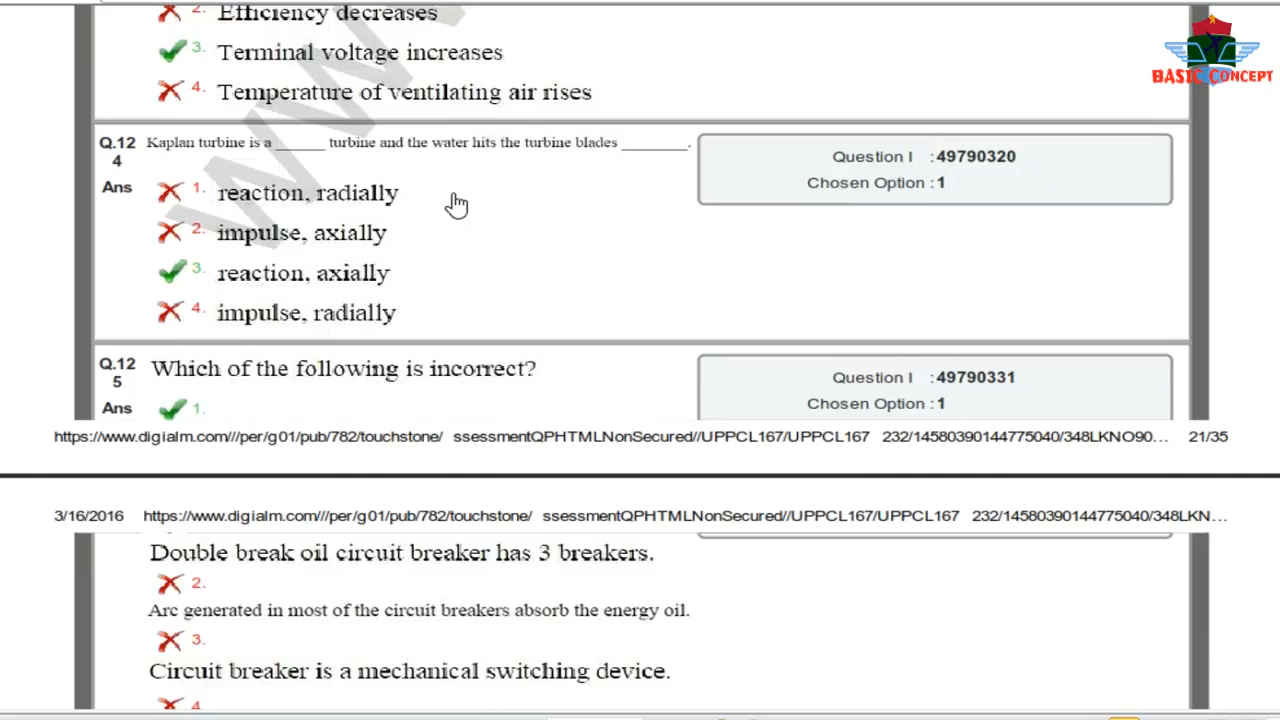 2. Efficiency decreases
3. Terminal voltage increases
4. Temperature of ventilating air rises
BASIC CONCEPT
Q.12
4
Kaplan turbine is a ______ turbine and the water hits the turbine blades ________.
Question I : 49790320
Chosen Option : 1
Ans
1. reaction, radially
2. impulse, axially
3. reaction, axially
4. impulse, radially
Q.12
5
Which of the following is incorrect?
Question I : 49790331
Chosen Option : 1
Ans
1.
https://www.digialm.com///per/g01/pub/782/touchstone/ ssessmentQPHTMLNonSecured//UPPCL167/UPPCL167 232/14580390144775040/348LKNO90... 21/35
3/16/2016 https://www.digialm.com///per/g01/pub/782/touchstone/ ssessmentQPHTMLNonSecured//UPPCL167/UPPCL167 232/14580390144775040/348LKN...
Double break oil circuit breaker has 3 breakers.
2.
Arc generated in most of the circuit breakers absorb the energy oil.
3.
Circuit breaker is a mechanical switching device.
4.